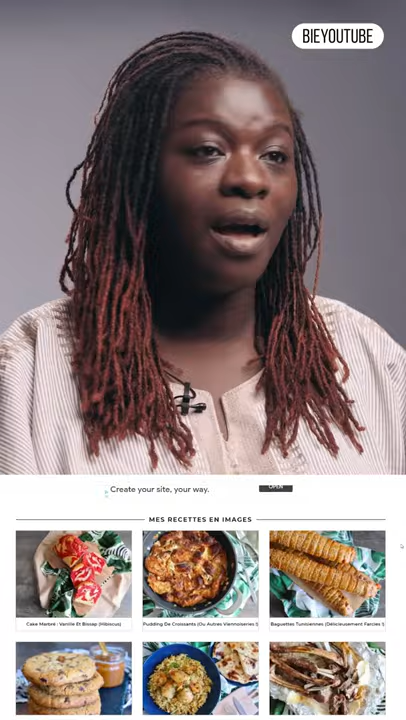 BIEYOUTUBE
Create your site, your way.
OPEN
MES RECETTES EN IMAGES
Cake Marbré : Vanille Et Bissap (Hibiscus)
Pudding De Croissants (Ou Autres Viennoiseries !)
Baguettes Tunisiennes (Délicieusement Farcies !)